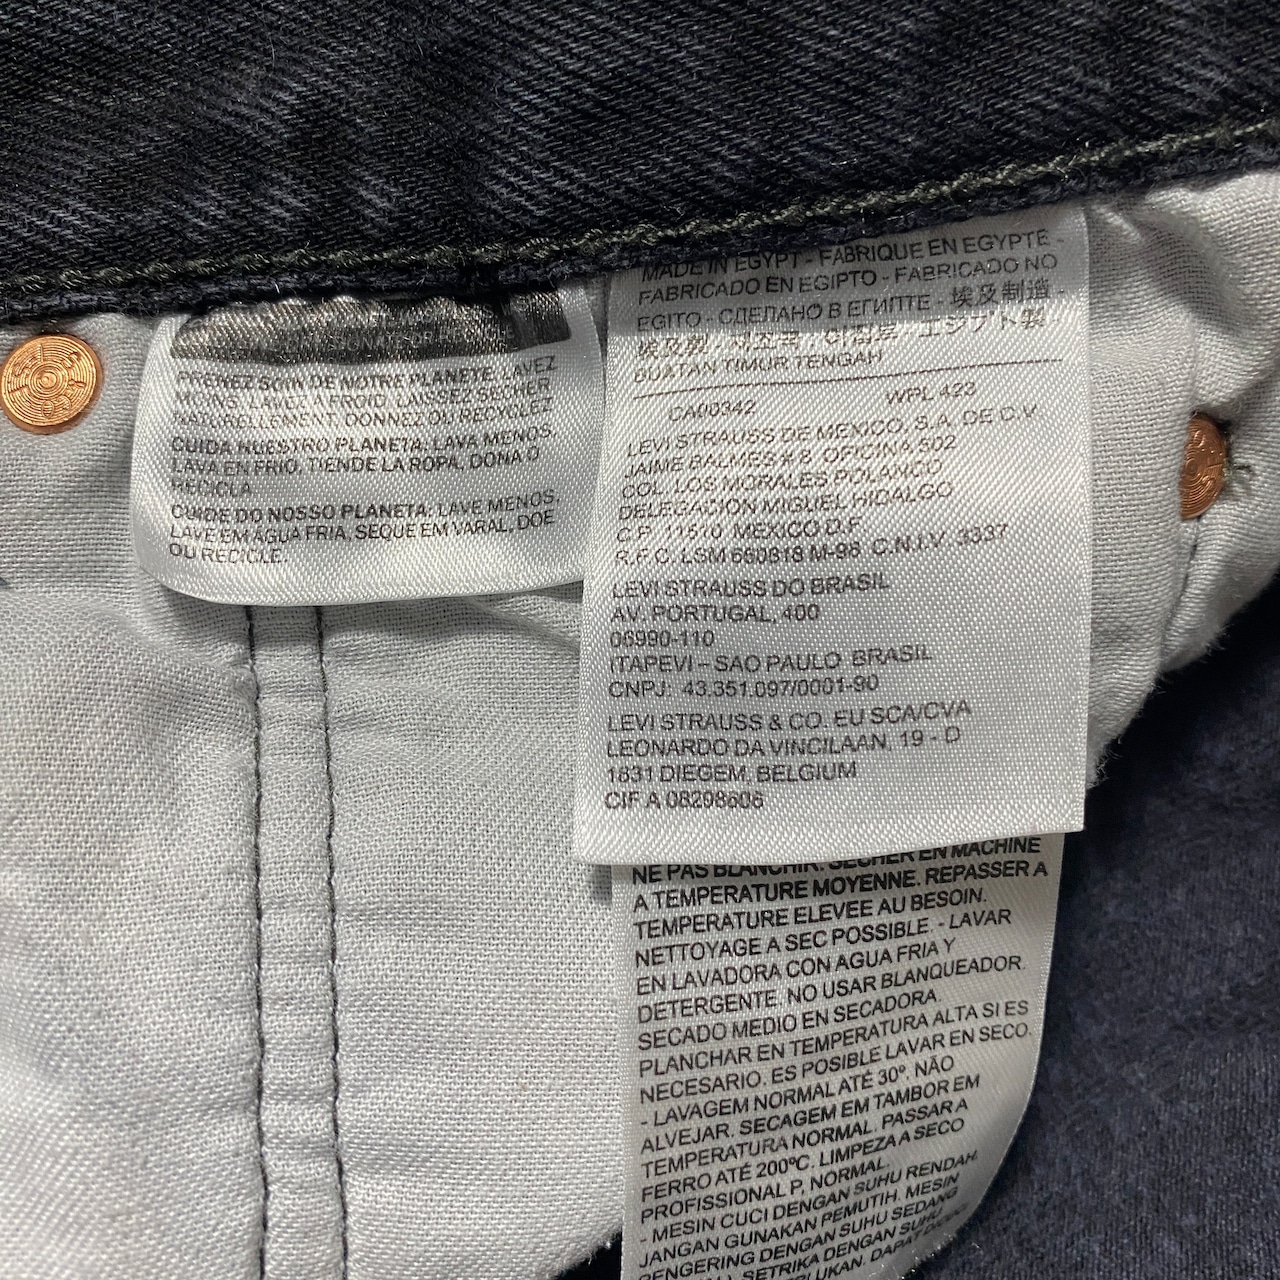 PRENEZ SOIN DE NOTRE PLANETE. LAVEZ
MOINS, LAVEZ A FROID, LAISSEZ SECHER
NATURELLEMENT, DONNEZ OU RECYCLEZ
CUIDA NUESTRO PLANETA: LAVA MENOS,
LAVA EN FRIO, TIENDE LA ROPA, DONA O
RECICLA.
CUIDE DO NOSSO PLANETA: LAVE MENOS,
LAVE EM AGUA FRIA, SEQUE EM VARAL, DOE
OU RECICLE.
MADE IN EGYPT - FABRIQUE EN EGYPTE -
FABRICADO EN EGIPTO - FABRICADO NO
EGITO - СДЕЛАНО В ЕГИПТЕ - 埃及制造 -
埃及製 - 이집트 - エジプト製 -
BUATAN TIMUR TENGAH
CA00342 WPL 423
LEVI STRAUSS DE MEXICO, S.A. DE C.V.
JAIME BALMES # 8 OFICINA 302
COL. LOS MORALES POLANCO
DELEGACION MIGUEL HIDALGO
C.P. 11510 MEXICO D.F.
R.F.C. LSM 660818 M-98 C.N.I.V. 3337
LEVI STRAUSS DO BRASIL
AV. PORTUGAL, 400
06990-110
ITAPEVI – SAO PAULO BRASIL
CNPJ: 43.351.097/0001-90
LEVI STRAUSS & CO. EU SCA/CVA
LEONARDO DA VINCILAAN, 19 - D
1831 DIEGEM, BELGIUM
CIF A 08298606
NE PAS BLANCHIR. SECHER EN MACHINE
A TEMPERATURE MOYENNE. REPASSER A
TEMPERATURE ELEVEE AU BESOIN.
NETTOYAGE A SEC POSSIBLE. - LAVAR
EN LAVADORA CON AGUA FRIA Y
DETERGENTE. NO USAR BLANQUEADOR.
SECADO MEDIO EN SECADORA.
PLANCHAR EN TEMPERATURA ALTA SI ES
NECESARIO. ES POSIBLE LAVAR EN SECO.
- LAVAGEM NORMAL ATÉ 30º. NÃO
ALVEJAR. SECAGEM EM TAMBOR EM
TEMPERATURA NORMAL. PASSAR A
FERRO ATÉ 200ºC. LIMPEZA A SECO
PROFISSIONAL P, NORMAL.
- MESIN CUCI DENGAN SUHU RENDAH.
JANGAN GUNAKAN PEMUTIH. MESIN
PENGERING DENGAN SUHU SEDANG
SETRIKA DENGAN SUHU
DAPAT